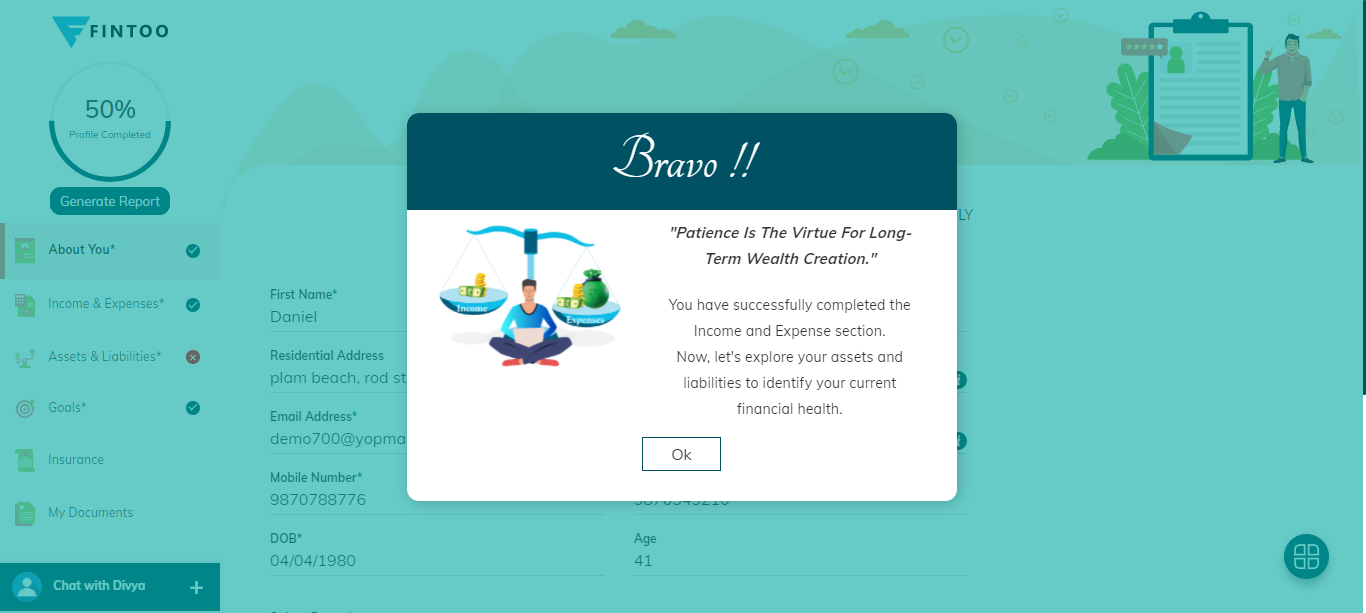 FINTOO
50%
Profile Completed
Generate Report
About You*
Income & Expenses*
Assets & Liabilities*
Goals*
Insurance
My Documents
Chat with Divya
+
Bravo !!
Income
Expenses
"Patience Is The Virtue For Long-
Term Wealth Creation."
You have successfully completed the
Income and Expense section.
Now, let's explore your assets and
liabilities to identify your current
financial health.
Ok
LY
First Name*
Daniel
Residential Address
plam beach, rod st
Email Address*
demo700@yopma
Mobile Number*
9870788776
DOB*
04/04/1980
Age
41